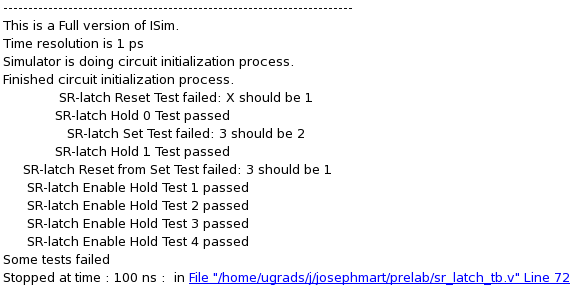 --------------------------------------------------------------------
This is a Full version of ISim.
Time resolution is 1 ps
Simulator is doing circuit initialization process.
Finished circuit initialization process.
SR-latch Reset Test failed: X should be 1
SR-latch Hold 0 Test passed
SR-latch Set Test failed: 3 should be 2
SR-latch Hold 1 Test passed
SR-latch Reset from Set Test failed: 3 should be 1
SR-latch Enable Hold Test 1 passed
SR-latch Enable Hold Test 2 passed
SR-latch Enable Hold Test 3 passed
SR-latch Enable Hold Test 4 passed
Some tests failed
Stopped at time : 100 ns :  in File "/home/ugrads/j/josephmart/prelab/sr_latch_tb.v" Line 72